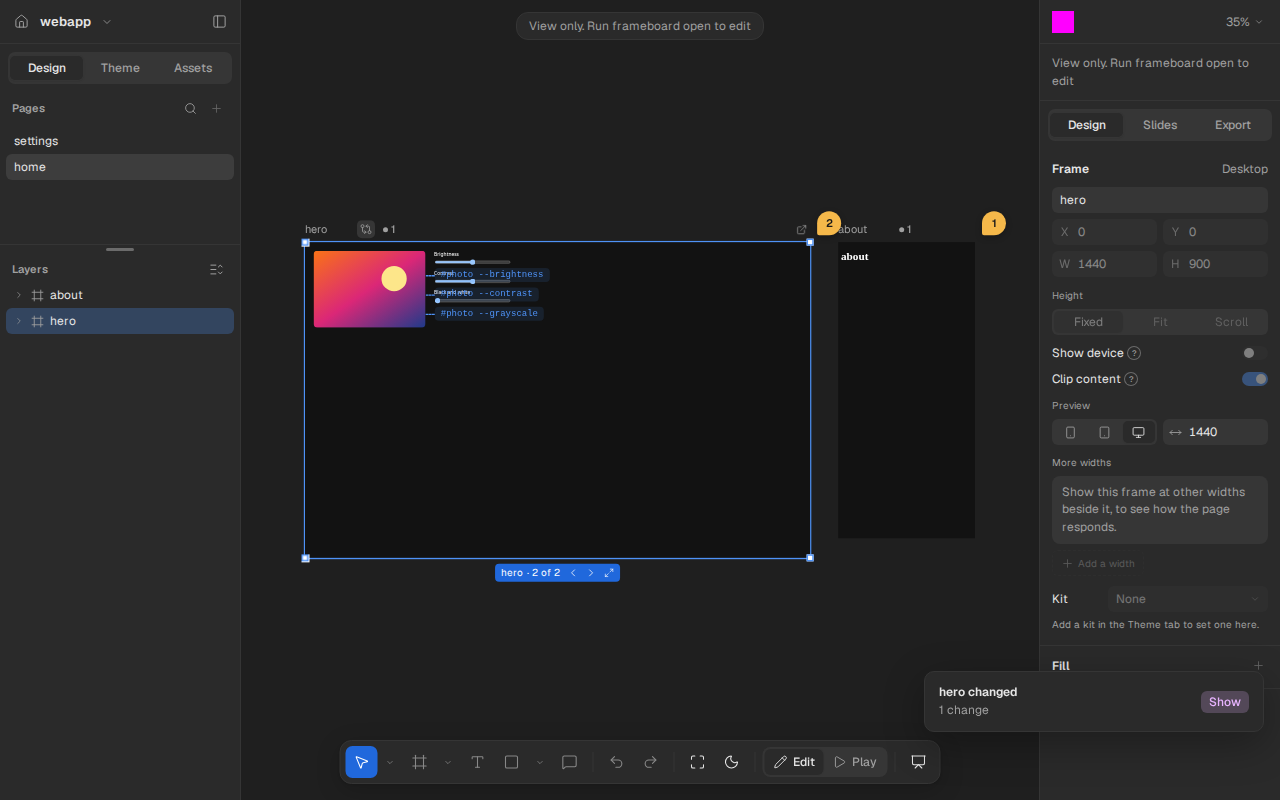 webapp
Design
Theme
Assets
Pages
settings
home
Layers
about
hero
View only. Run frameboard open to edit
hero
1
2
about
1
1
Brightness
#photo --brightness
Contrast
#photo --contrast
Black and white
#photo --grayscale
about
hero · 2 of 2
Edit
Play
35%
View only. Run frameboard open to
edit
Design
Slides
Export
Frame
Desktop
hero
X 0
Y 0
W 1440
H 900
Height
Fixed
Fit
Scroll
Show device ?
Clip content ?
Preview
1440
More widths
Show this frame at other widths
beside it, to see how the page
responds.
Add a width
Kit
None
Add a kit in the Theme tab to set one here.
Fill
hero changed
1 change
Show